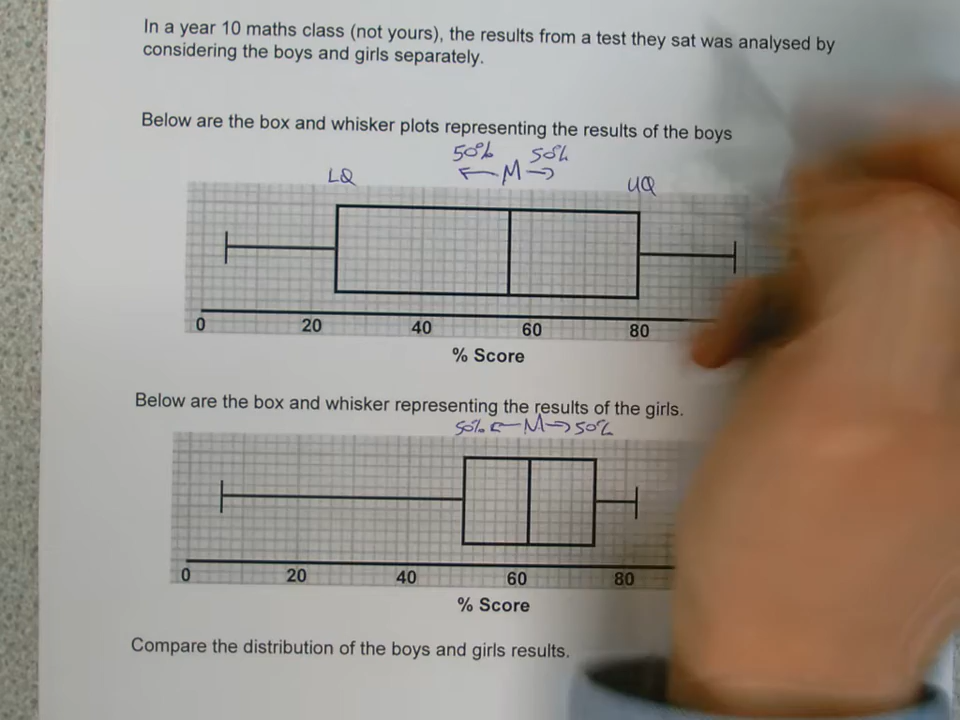 In a year 10 maths class (not yours), the results from a test they sat was analysed by
considering the boys and girls separately.
Below are the box and whisker plots representing the results of the boys
50% 50%
LQ ← M → UQ
0 20 40 60 80
% Score
Below are the box and whisker representing the results of the girls.
50% ← M → 50%
0 20 40 60 80
% Score
Compare the distribution of the boys and girls results.